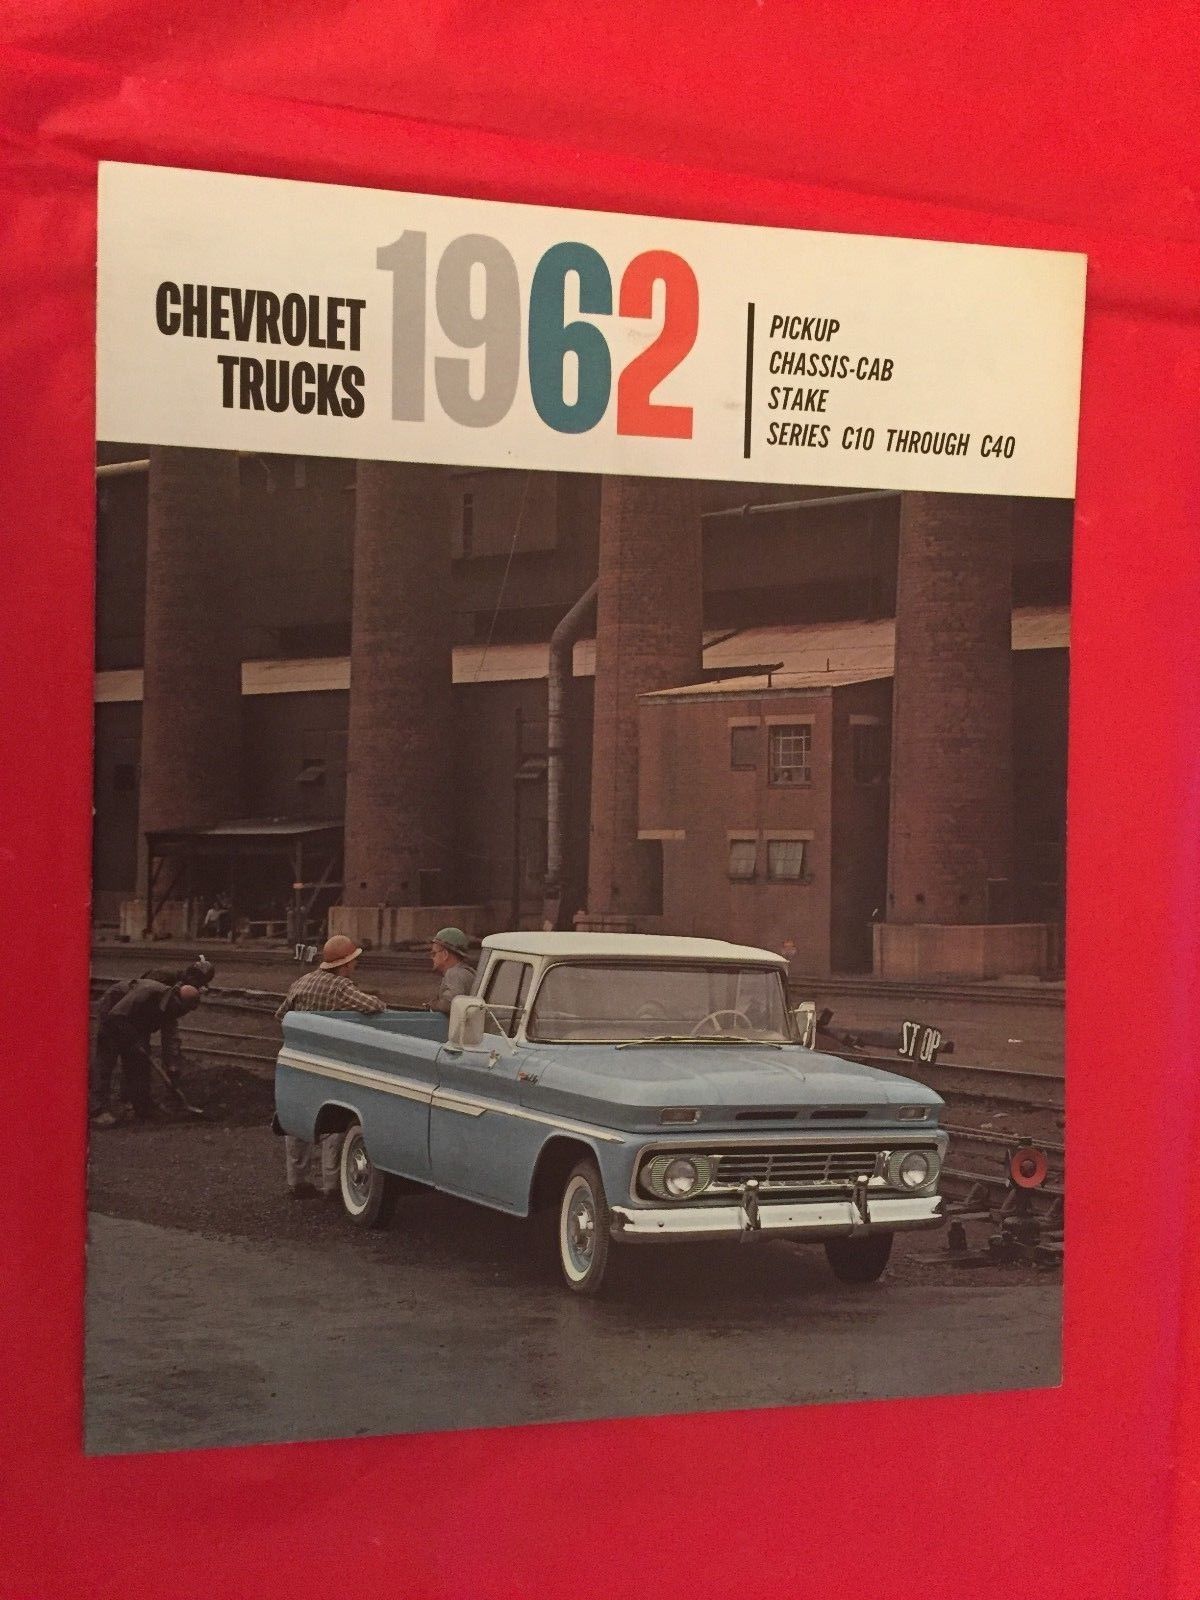 CHEVROLET
TRUCKS
1962
PICKUP
CHASSIS-CAB
STAKE
SERIES C10 THROUGH C40
STOP
STOP